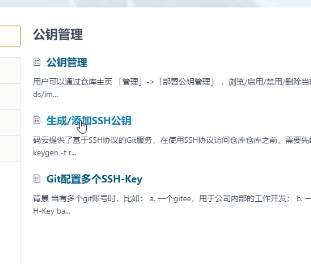 公钥管理
公钥管理
用户可以通过仓库主页 「管理」->「部署公钥管理」 ，浏览/启用/禁用/删除当
ds/im...
生成/添加SSH公钥
码云提供了基于SSH协议的Git服务，在使用SSH协议访问仓库仓库之前，需要先
keygen -t r...
Git配置多个SSH-Key
背景 当有多个git账号时，比如： a. 一个gitee，用于公司内部的工作开发； b. 一
H-Key ba...